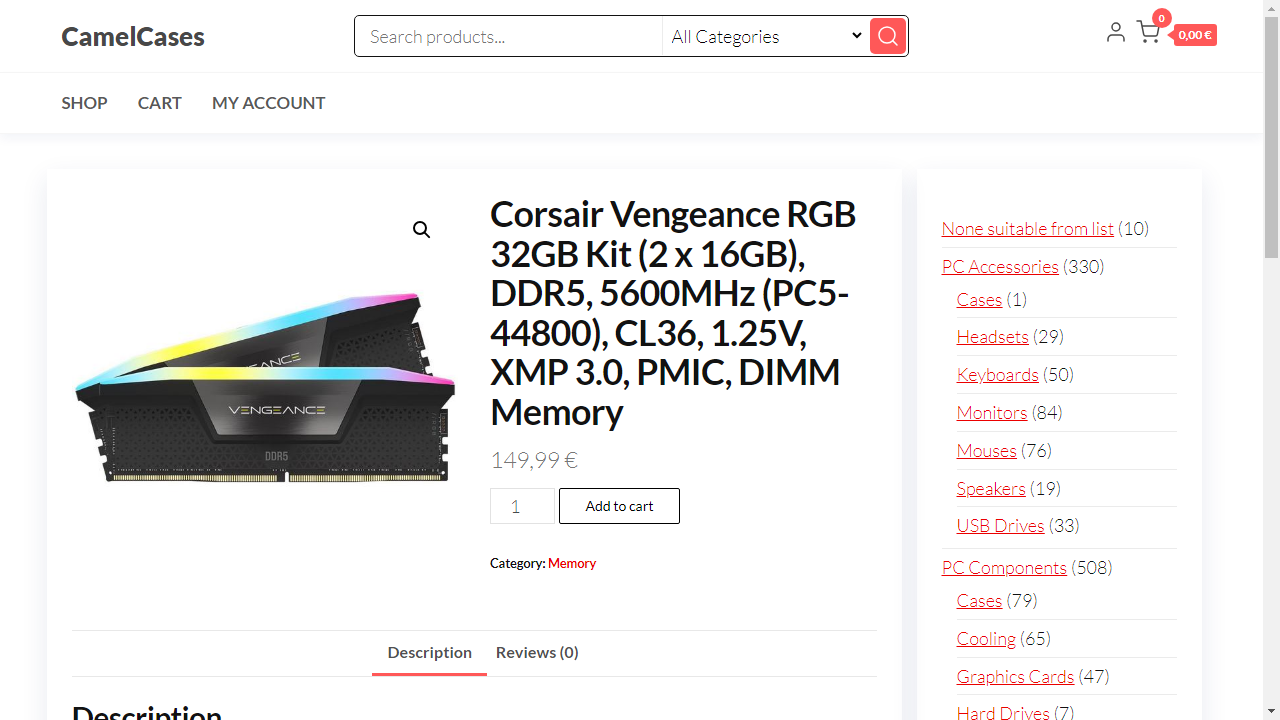 CamelCases
Search products...
All Categories
0
0,00 €
SHOP
CART
MY ACCOUNT
VENGEANCE
VENGEANCE
DDR5
Corsair Vengeance RGB
32GB Kit (2 x 16GB),
DDR5, 5600MHz (PC5-
44800), CL36, 1.25V,
XMP 3.0, PMIC, DIMM
Memory
149,99 €
1
Add to cart
Category: Memory
Description
Reviews (0)
Description
None suitable from list (10)
PC Accessories (330)
Cases (1)
Headsets (29)
Keyboards (50)
Monitors (84)
Mouses (76)
Speakers (19)
USB Drives (33)
PC Components (508)
Cases (79)
Cooling (65)
Graphics Cards (47)
Hard Drives (7)